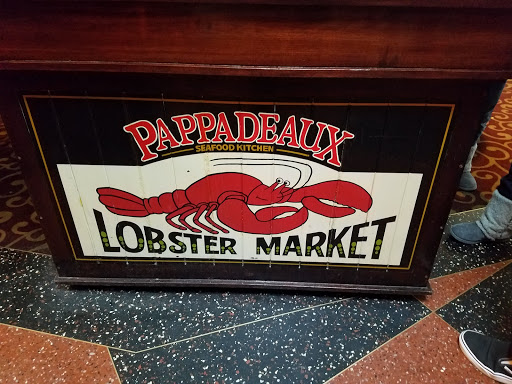 PAPPADEAUX
SEAFOOD KITCHEN
LOBSTER MARKET